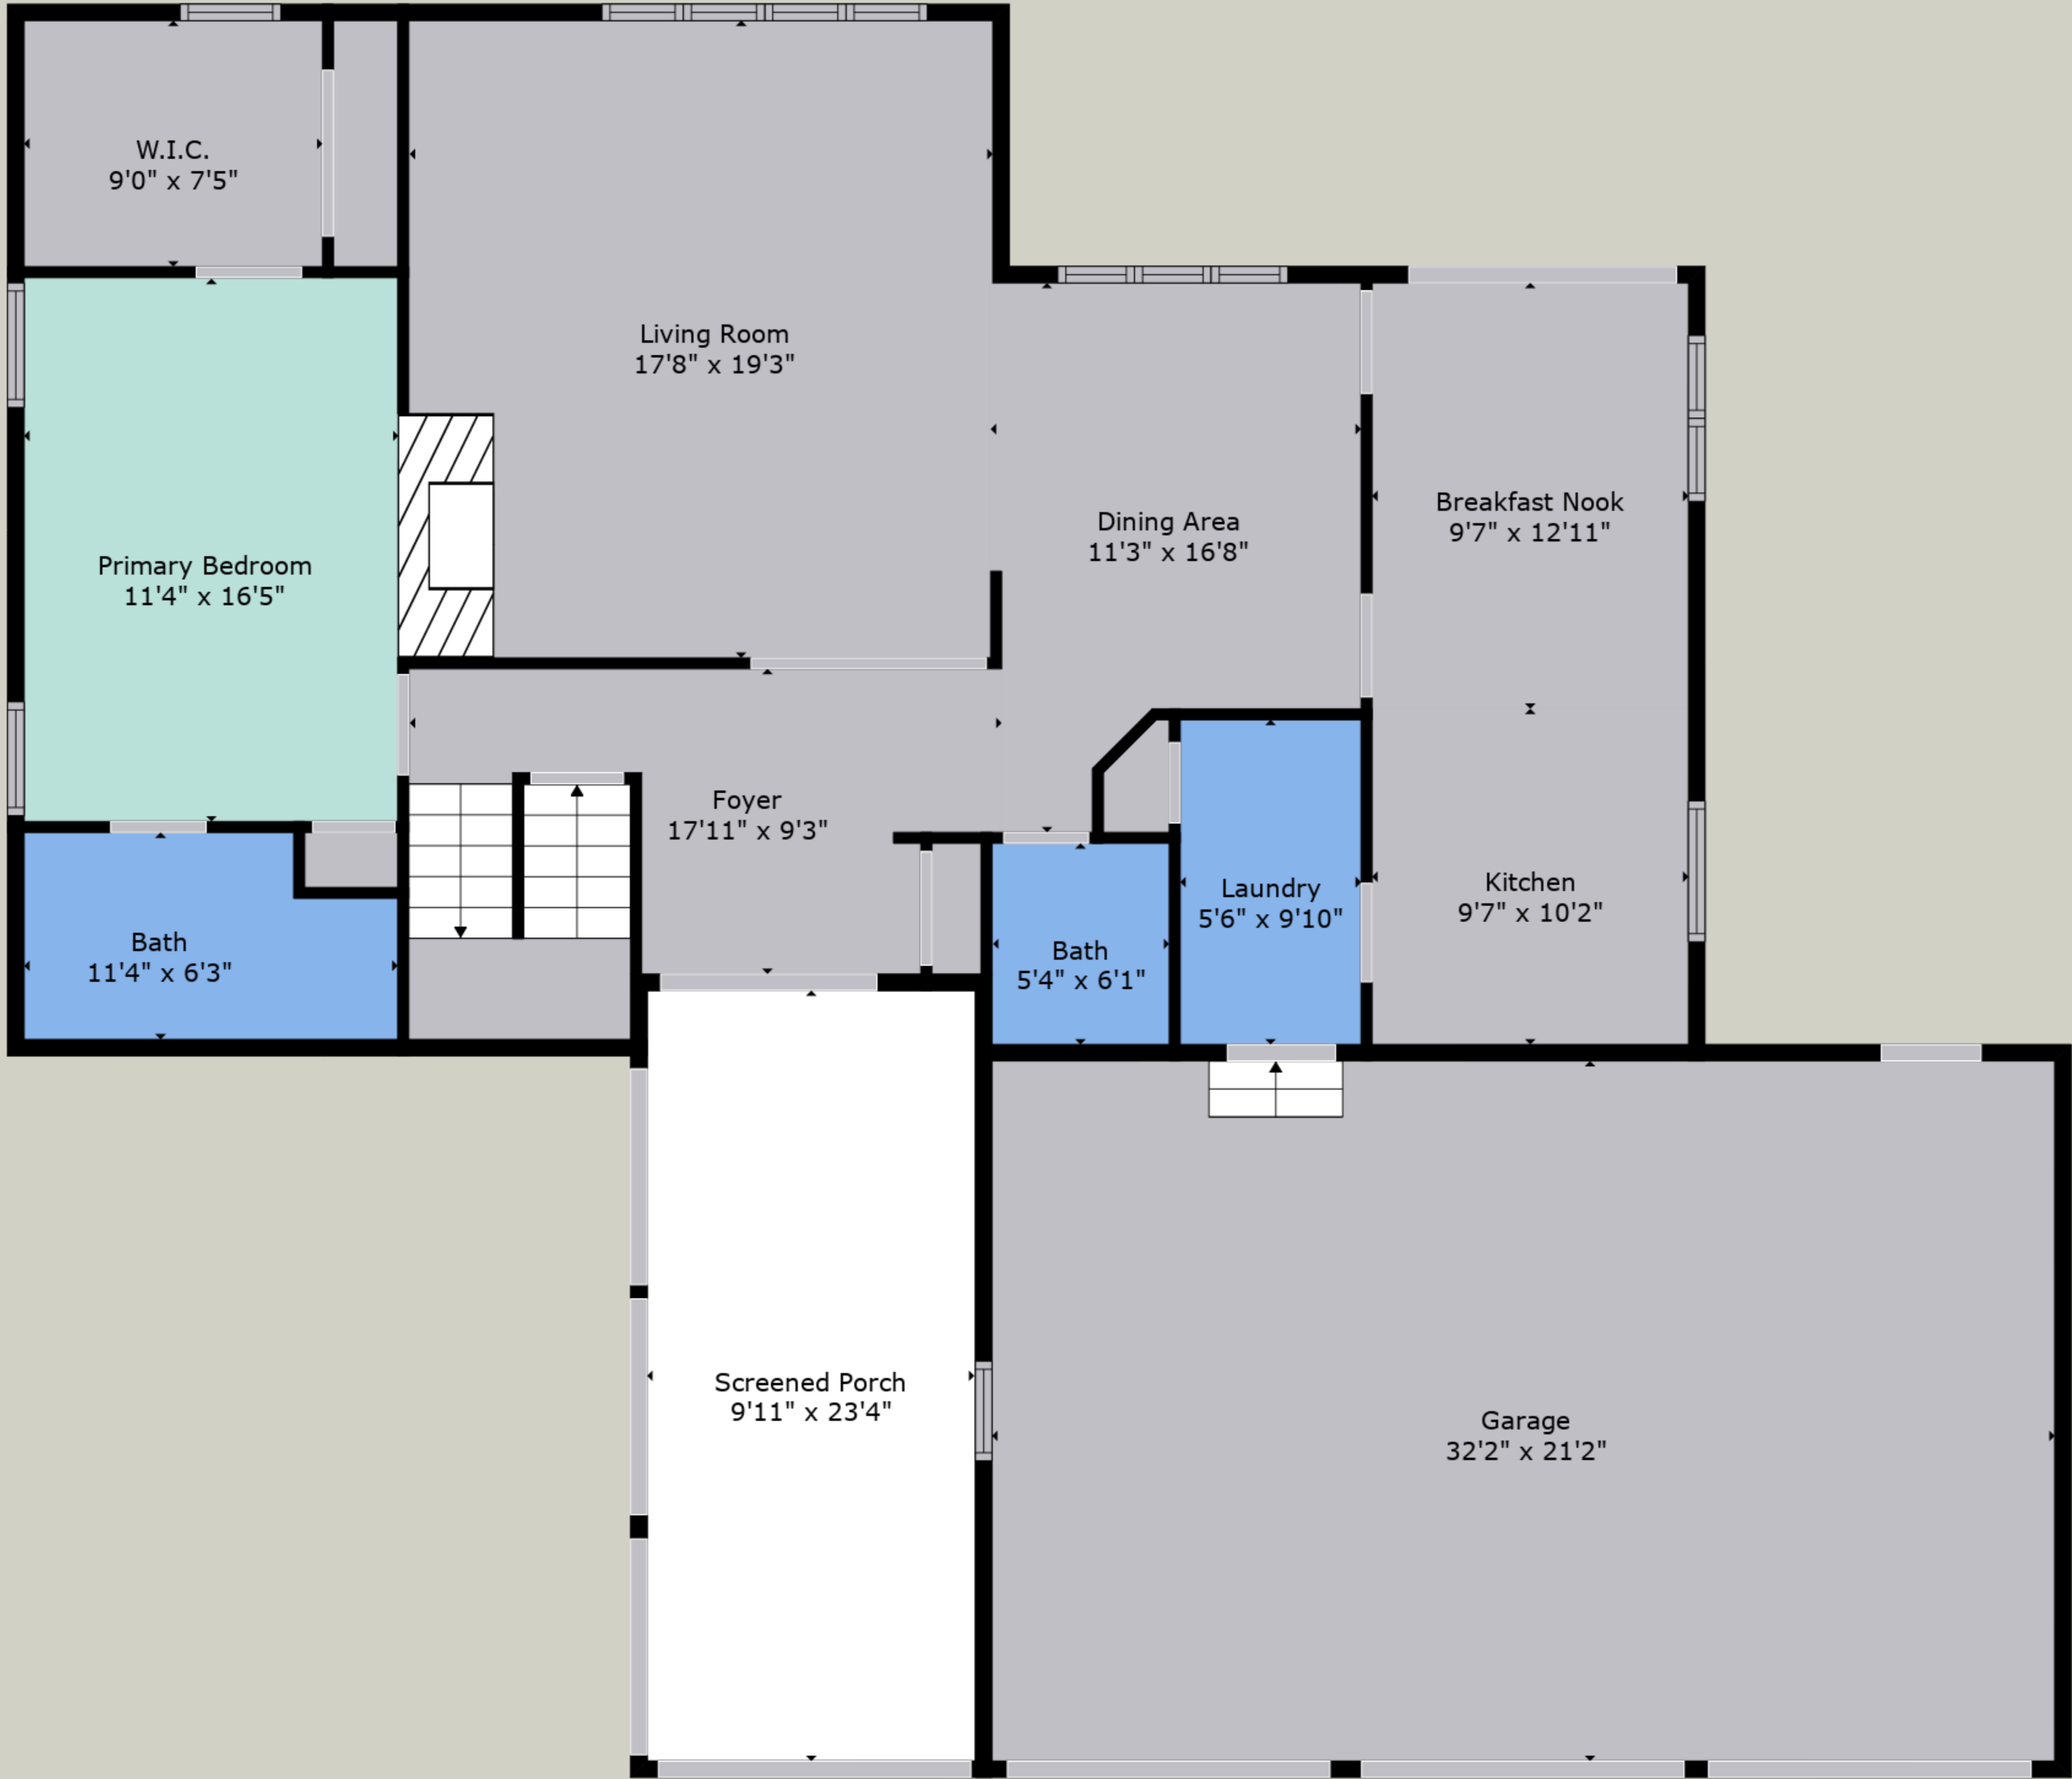 W.I.C.
9'0" x 7'5"
Living Room
17'8" x 19'3"
Breakfast Nook
9'7" x 12'11"
Dining Area
11'3" x 16'8"
Primary Bedroom
11'4" x 16'5"
Foyer
17'11" x 9'3"
Kitchen
9'7" x 10'2"
Laundry
5'6" x 9'10"
Bath
11'4" x 6'3"
Bath
5'4" x 6'1"
Screened Porch
9'11" x 23'4"
Garage
32'2" x 21'2"